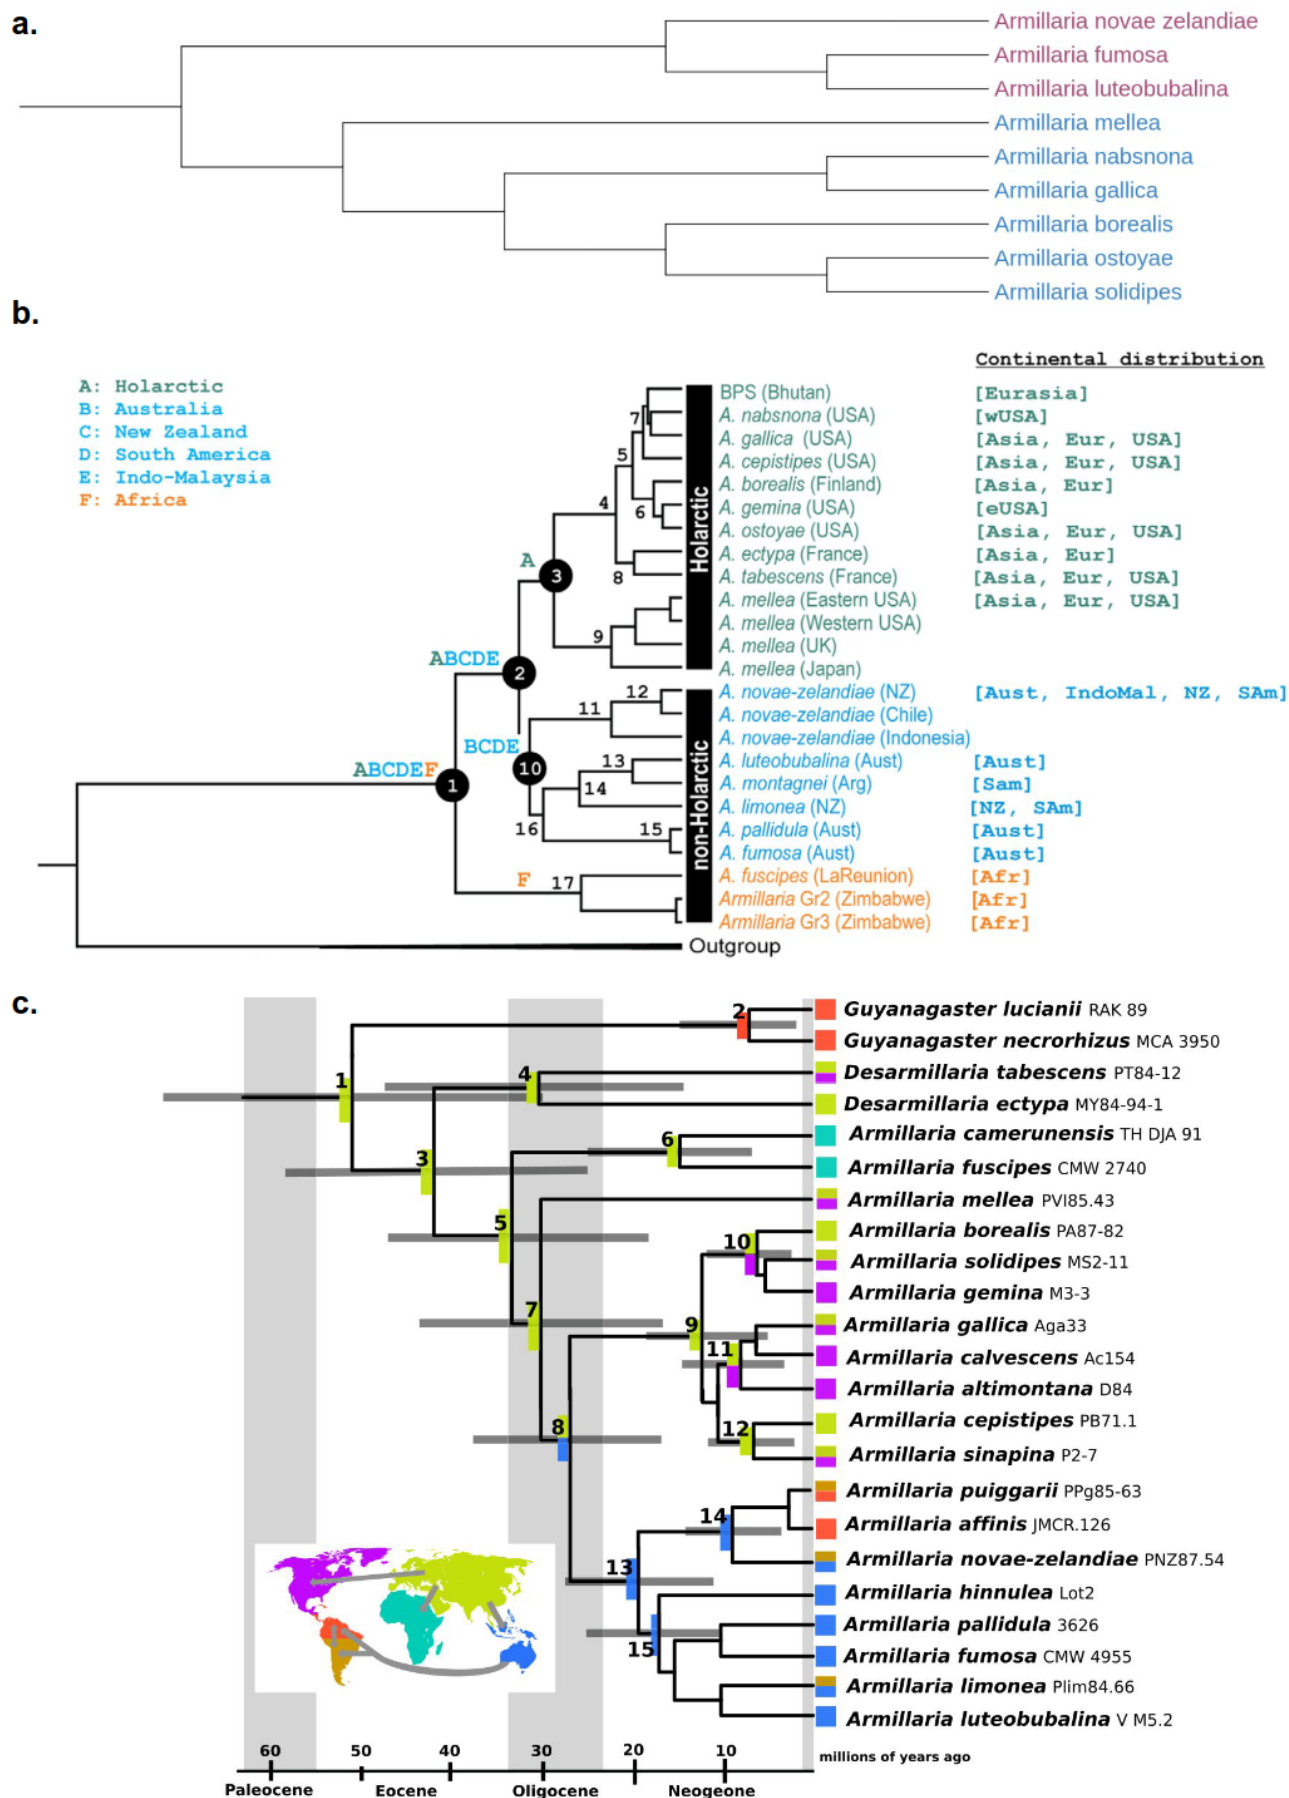 a.
Armillaria novae zelandiae
Armillaria fumosa
Armillaria luteobubalina
Armillaria mellea
Armillaria nabsnona
Armillaria gallica
Armillaria borealis
Armillaria ostoyae
Armillaria solidipes
b.
Continental distribution
A: Holarctic
B: Australia
C: New Zealand
D: South America
E: Indo-Malaysia
F: Africa
BPS (Bhutan) [Eurasia]
7 A. nabsnona (USA) [wUSA]
A. gallica (USA) [Asia, Eur, USA]
5 A. cepistipes (USA) [Asia, Eur, USA]
A. borealis (Finland) [Asia, Eur]
4 6 A. gemina (USA) [eUSA]
A. ostoyae (USA) [Asia, Eur, USA]
A. ectypa (France) [Asia, Eur]
A 3 8 A. tabescens (France) [Asia, Eur, USA]
A. mellea (Eastern USA) [Asia, Eur, USA]
A. mellea (Western USA)
9 A. mellea (UK)
A. mellea (Japan)
Holarctic
ABCDE 2
12 A. novae-zelandiae (NZ) [Aust, IndoMal, NZ, SAm]
11 A. novae-zelandiae (Chile)
A. novae-zelandiae (Indonesia)
BCDE 10
13 A. luteobubalina (Aust) [Aust]
14 A. montagnei (Arg) [Sam]
A. limonea (NZ) [NZ, SAm]
16 15 A. pallidula (Aust) [Aust]
A. fumosa (Aust) [Aust]
ABCDEF 1
F 17 A. fuscipes (LaReunion) [Afr]
Armillaria Gr2 (Zimbabwe) [Afr]
Armillaria Gr3 (Zimbabwe) [Afr]
non-Holarctic
Outgroup
c.
2 Guyanagaster lucianii RAK 89
Guyanagaster necrorhizus MCA 3950
1 4 Desarmillaria tabescens PT84-12
Desarmillaria ectypa MY84-94-1
6 Armillaria camerunensis TH DJA 91
3 Armillaria fuscipes CMW 2740
Armillaria mellea PVI85.43
5 10 Armillaria borealis PA87-82
Armillaria solidipes MS2-11
Armillaria gemina M3-3
7 9 Armillaria gallica Aga33
11 Armillaria calvescens Ac154
Armillaria altimontana D84
8 12 Armillaria cepistipes PB71.1
Armillaria sinapina P2-7
Armillaria puiggarii PPg85-63
14 Armillaria affinis JMCR.126
13 Armillaria novae-zelandiae PNZ87.54
Armillaria hinnulea Lot2
15 Armillaria pallidula 3626
Armillaria fumosa CMW 4955
Armillaria limonea Plim84.66
Armillaria luteobubalina V M5.2
60 50 40 30 20 10 millions of years ago
Paleocene Eocene Oligocene Neogeone